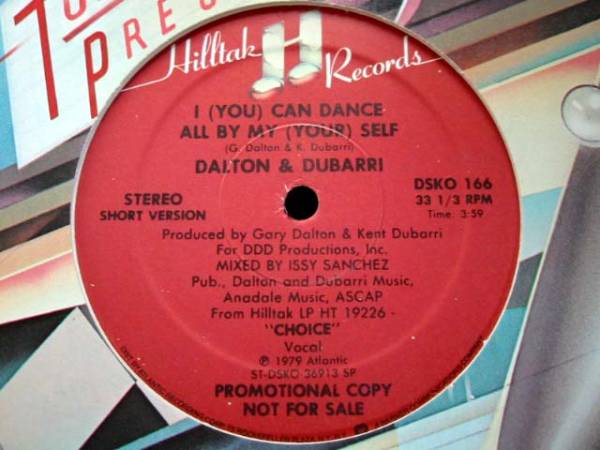 Hilltak H Records
I (YOU) CAN DANCE
ALL BY MY (YOUR) SELF
(G. Dalton & K. Dubarri)
DALTON & DUBARRI
STEREO
SHORT VERSION
DSKO 166
33 1/3 RPM
Time: 3:59
Produced by Gary Dalton & Kent Dubarri
For DDD Productions, Inc.
MIXED BY ISSY SANCHEZ
Pub., Dalton and Dubarri Music,
Anadale Music, ASCAP
From Hilltak LP HT 19226 -
"CHOICE"
Vocal
℗ 1979 Atlantic
ST-DSKO 36913 SP
PROMOTIONAL COPY
NOT FOR SALE